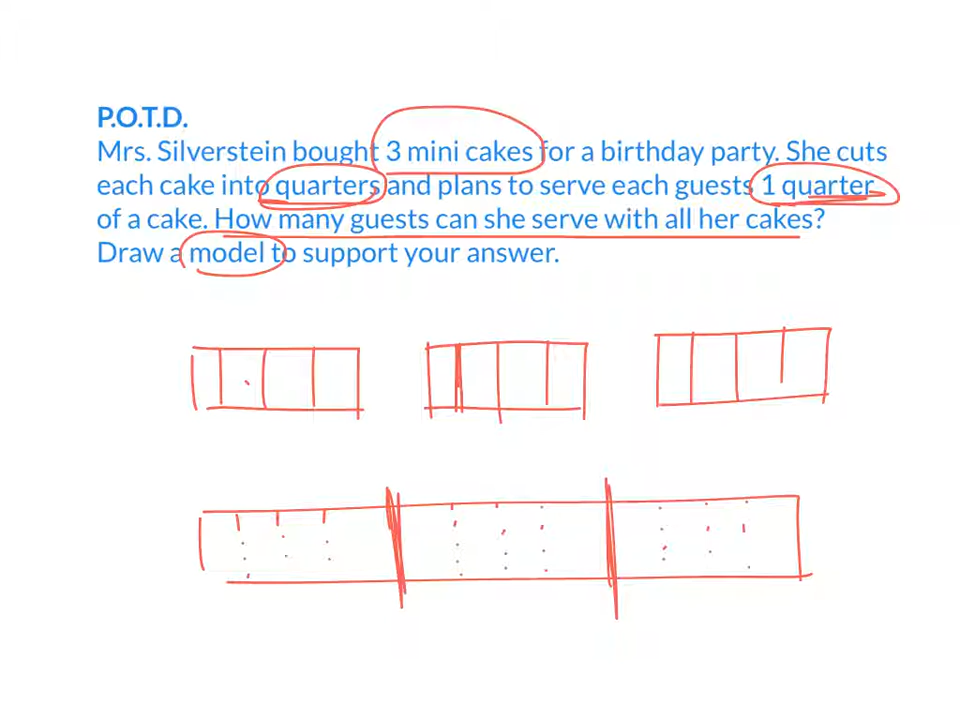 P.O.T.D.
Mrs. Silverstein bought 3 mini cakes for a birthday party. She cuts
each cake into quarters and plans to serve each guests 1 quarter
of a cake. How many guests can she serve with all her cakes?
Draw a model to support your answer.